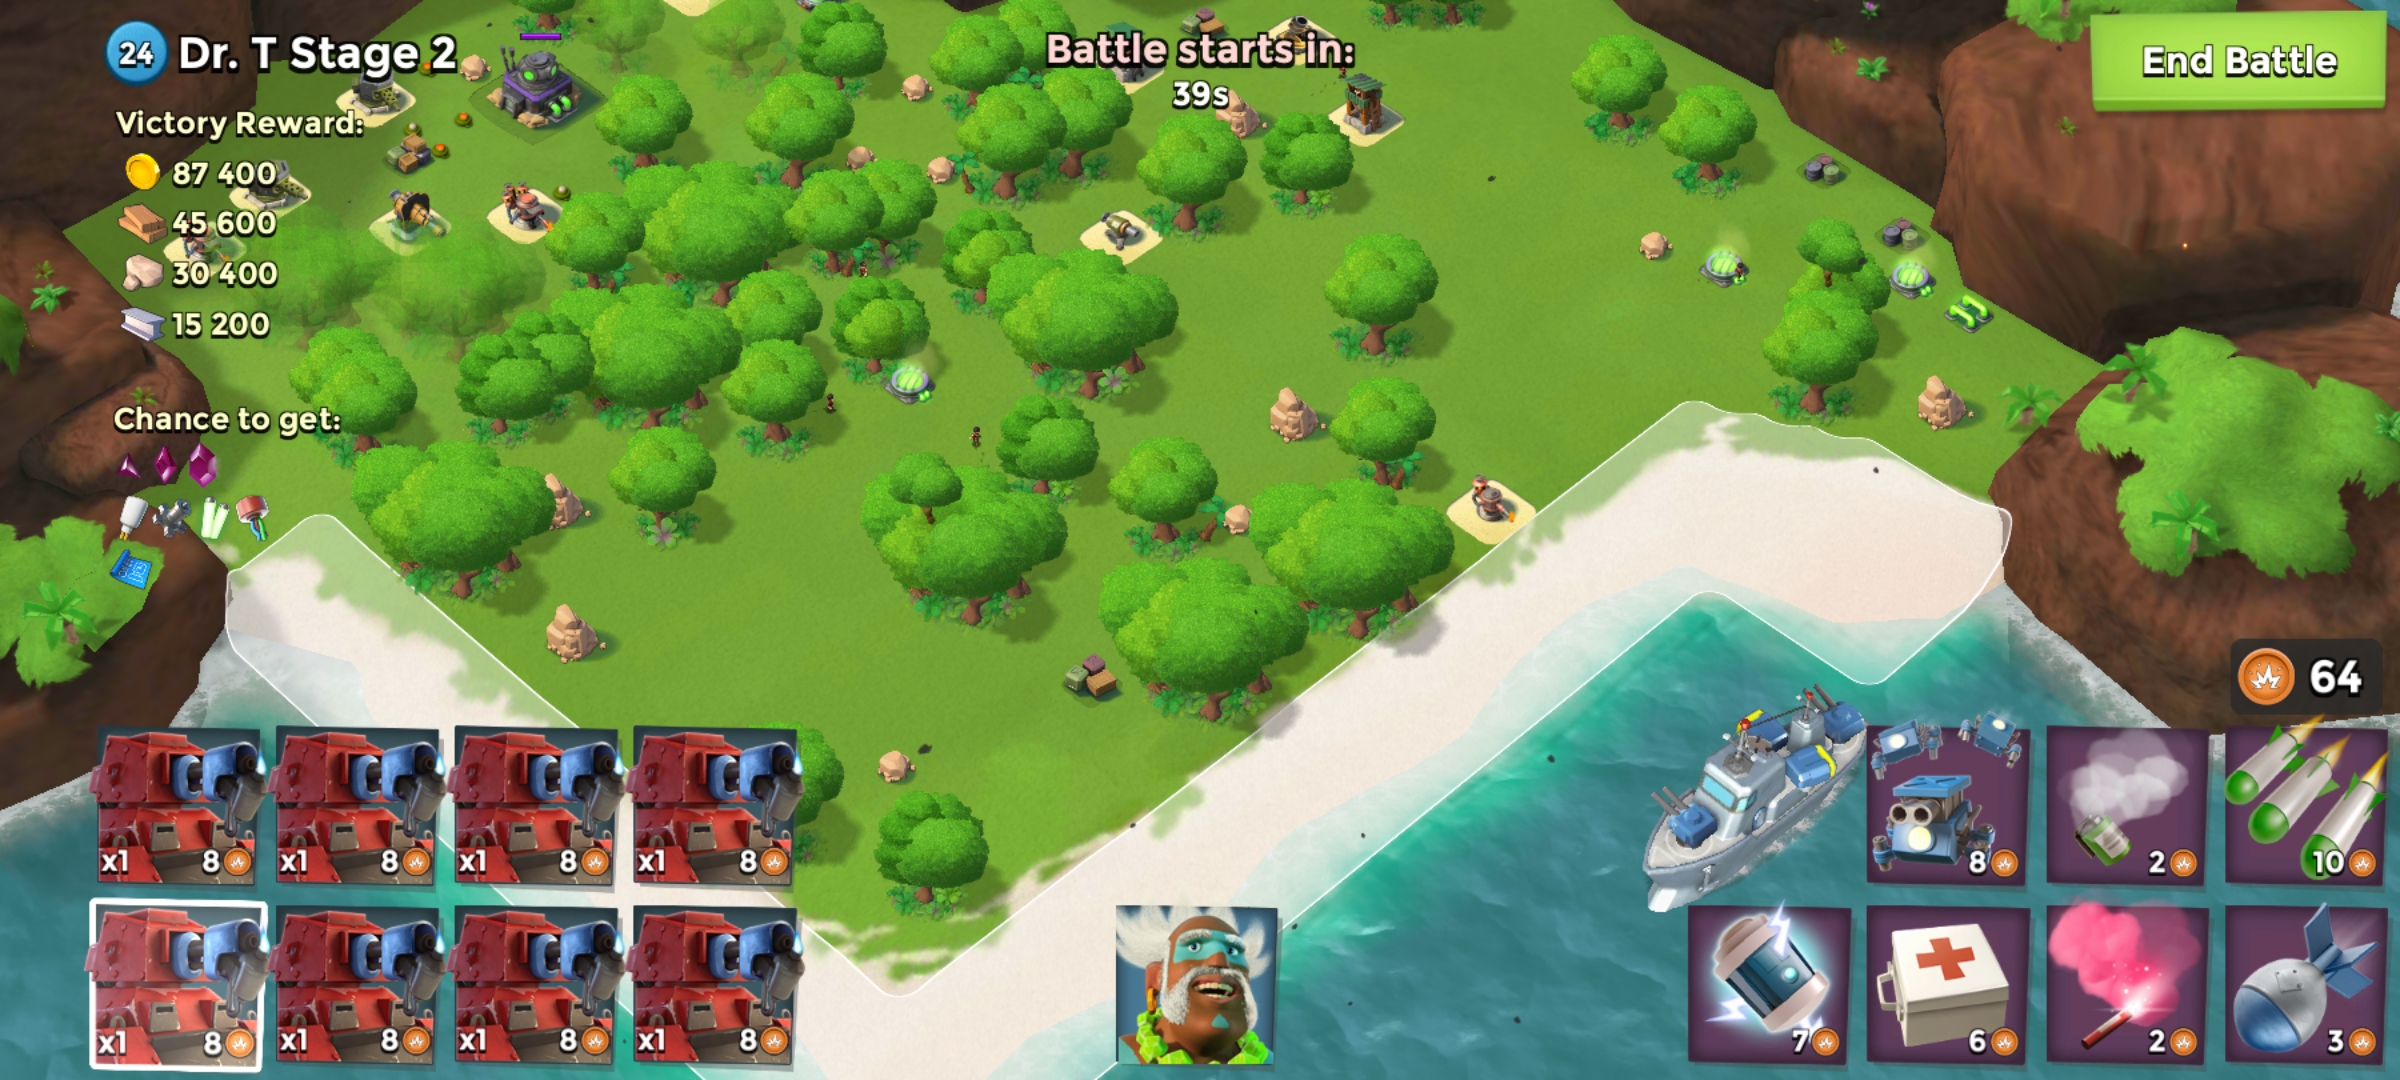 24 Dr. T Stage 2
Battle starts in:
39s
End Battle
Victory Reward:
87 400
45 600
30 400
15 200
Chance to get:
64
x1 8
x1 8
x1 8
x1 8
8
2
10
x1 8
x1 8
x1 8
x1 8
7
6
2
3